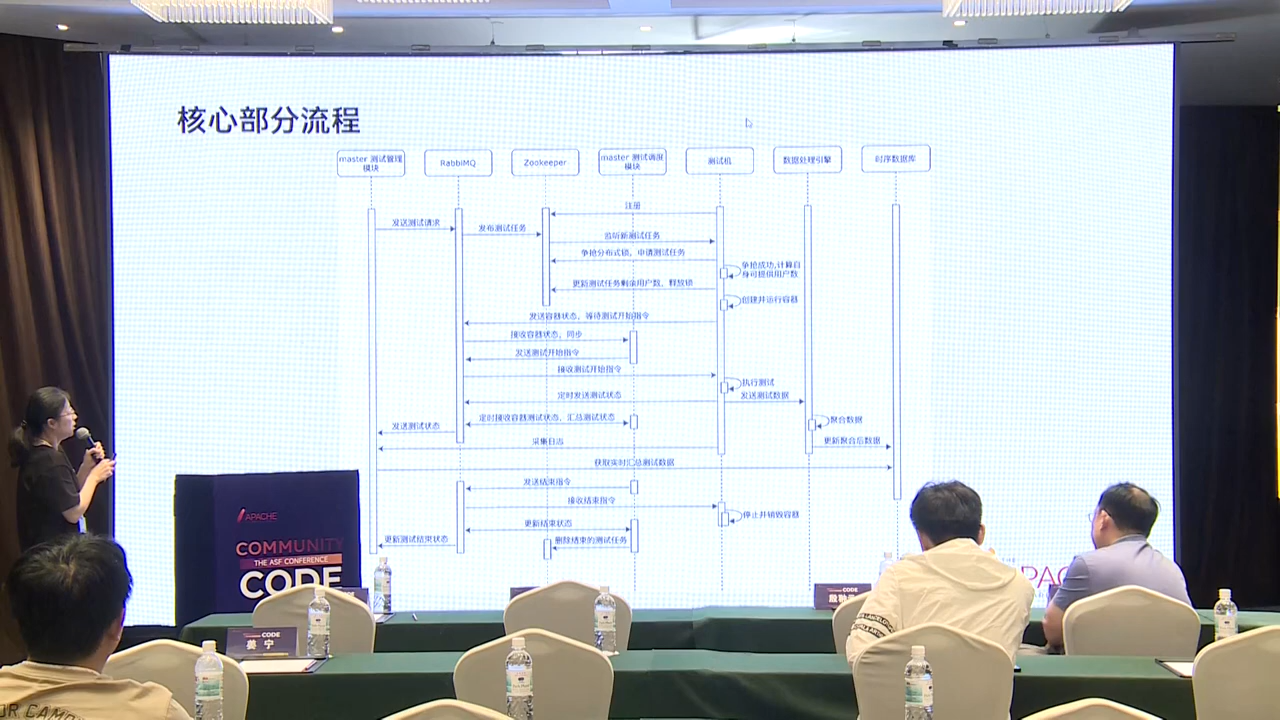 核心部分流程
master 测试管理
模块
RabbiMQ
Zookeeper
master 测试调度
模块
测试机
数据处理引擎
时序数据库
注册
发送测试请求
发布测试任务
监听新测试任务
争抢分布式锁，申请测试任务
争抢成功,计算自
身可提供用户数
更新测试任务剩余用户数，释放锁
创建并运行容器
发送容器状态，等待测试开始指令
接收容器状态，同步
发送测试开始指令
接收测试开始指令
执行测试
定时发送测试状态
发送测试数据
定时接收容器测试状态，汇总测试状态
聚合数据
发送测试状态
采集日志
更新聚合后数据
获取实时汇总测试数据
发送结束指令
接收结束指令
停止并销毁容器
更新结束状态
更新测试结束状态
删除结束的测试任务
APACHE
COMMUNITY
THE ASF CONFERENCE
CODE
CODE
姜 宁
CODE